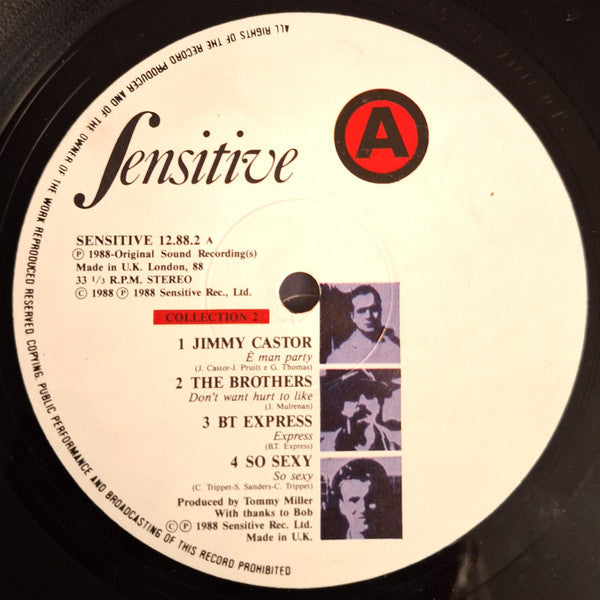 ALL RIGHTS OF THE RECORD PRODUCER AND OF THE OWNER OF THE WORK REPRODUCED RESERVED COPYING, PUBLIC PERFORMANCE AND BROADCASTING OF THIS RECORD PROHIBITED
Sensitive
A
SENSITIVE 12.88.2 A
Ⓟ 1988-Original Sound Recording(s)
Made in U.K. London, 88
33 1/3 R.P.M. STEREO
© 1988 Ⓟ 1988 Sensitive Rec., Ltd.
COLLECTION 2
1 JIMMY CASTOR
È man party
(J. Castor-J. Pruitt e G. Thomas)
2 THE BROTHERS
Don't want hurt to like
(J. Mulrenan)
3 BT EXPRESS
Express
(B.T. Express)
4 SO SEXY
So sexy
(C. Trippet-S. Sanders-C. Trippet)
Produced by Tommy Miller
With thanks to Bob
© Ⓟ 1988 Sensitive Rec. Ltd.
Made in U.K.